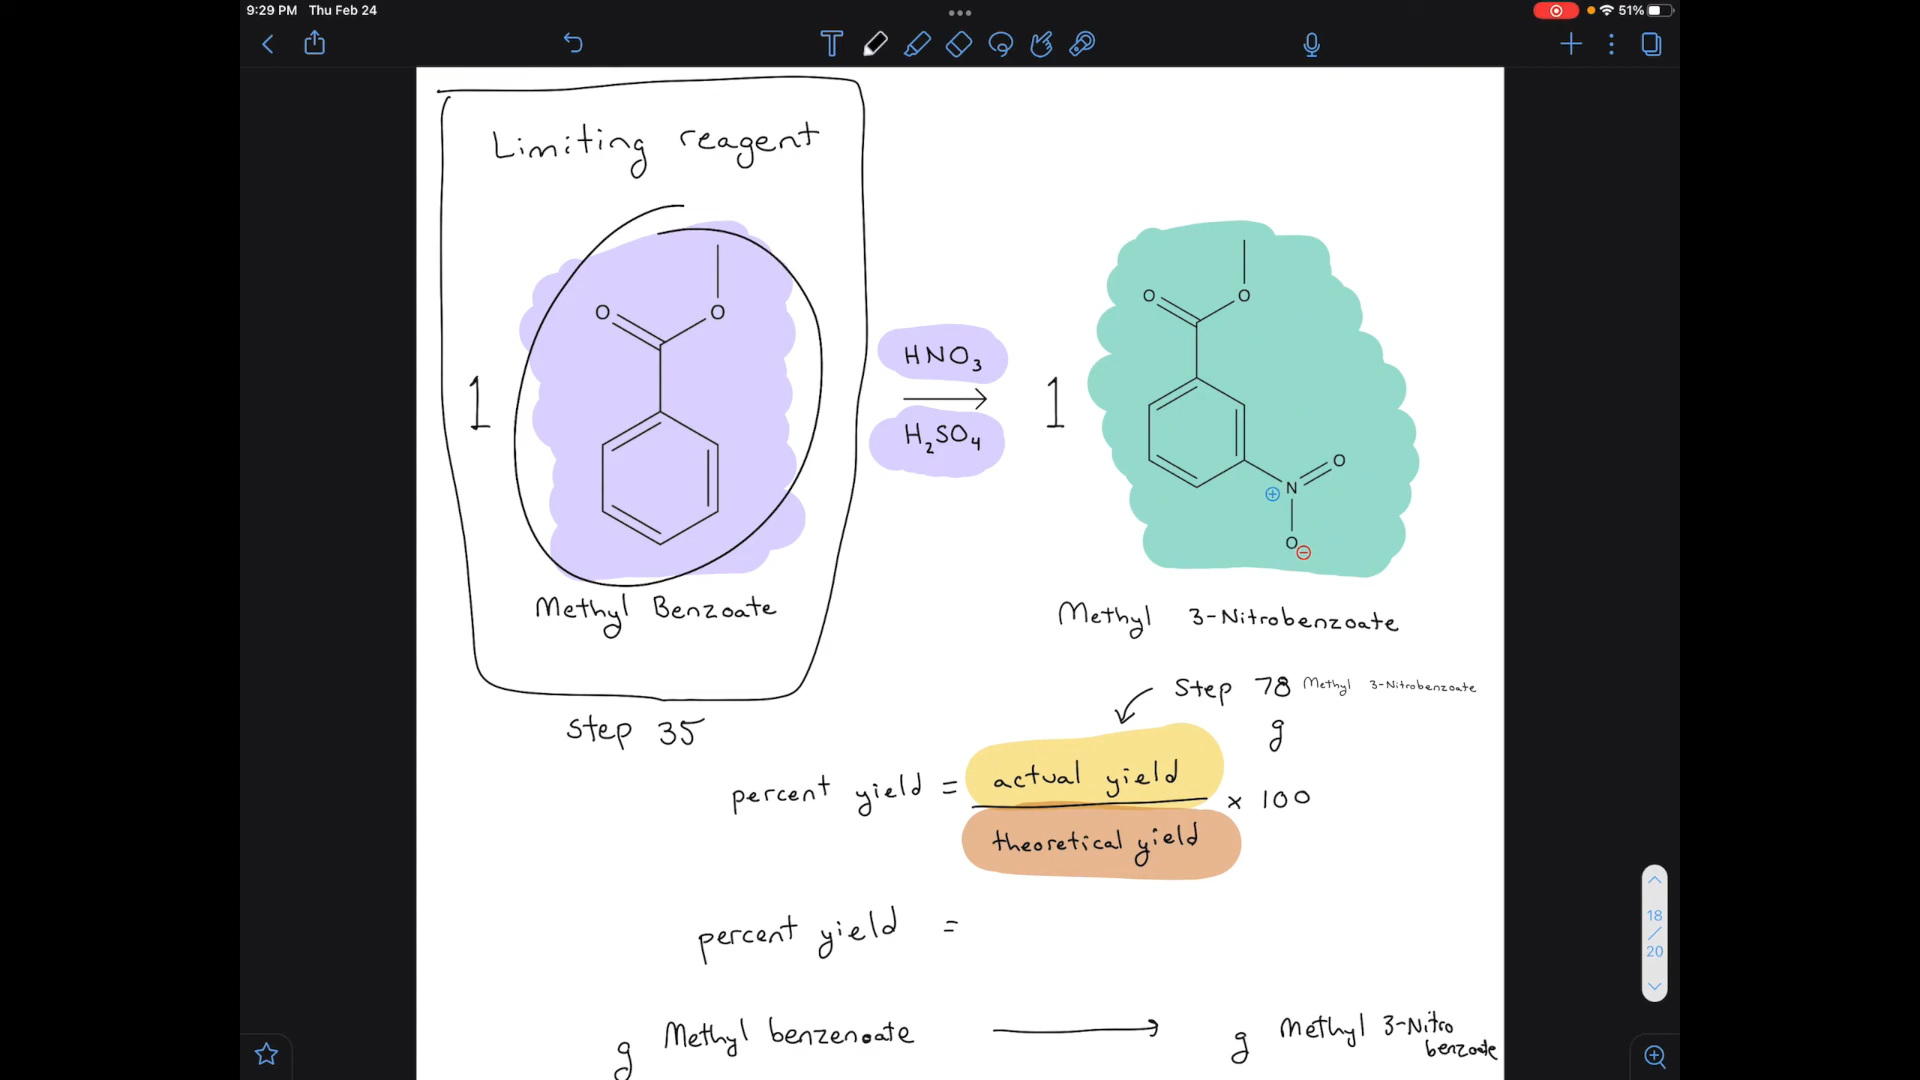 9:29 PM Thu Feb 24
51%
T
Limiting reagent
O
O
1
Methyl Benzoate
Step 35
HNO₃
H₂SO₄
1
O
O
O
⊕ N
O ⊖
Methyl 3-Nitrobenzoate
Step 78 Methyl 3-Nitrobenzoate
g
percent yield = actual yield
theoretical yield
× 100
percent yield =
g Methyl benzenoate → g Methyl 3-Nitro
benzoate
18
/
20